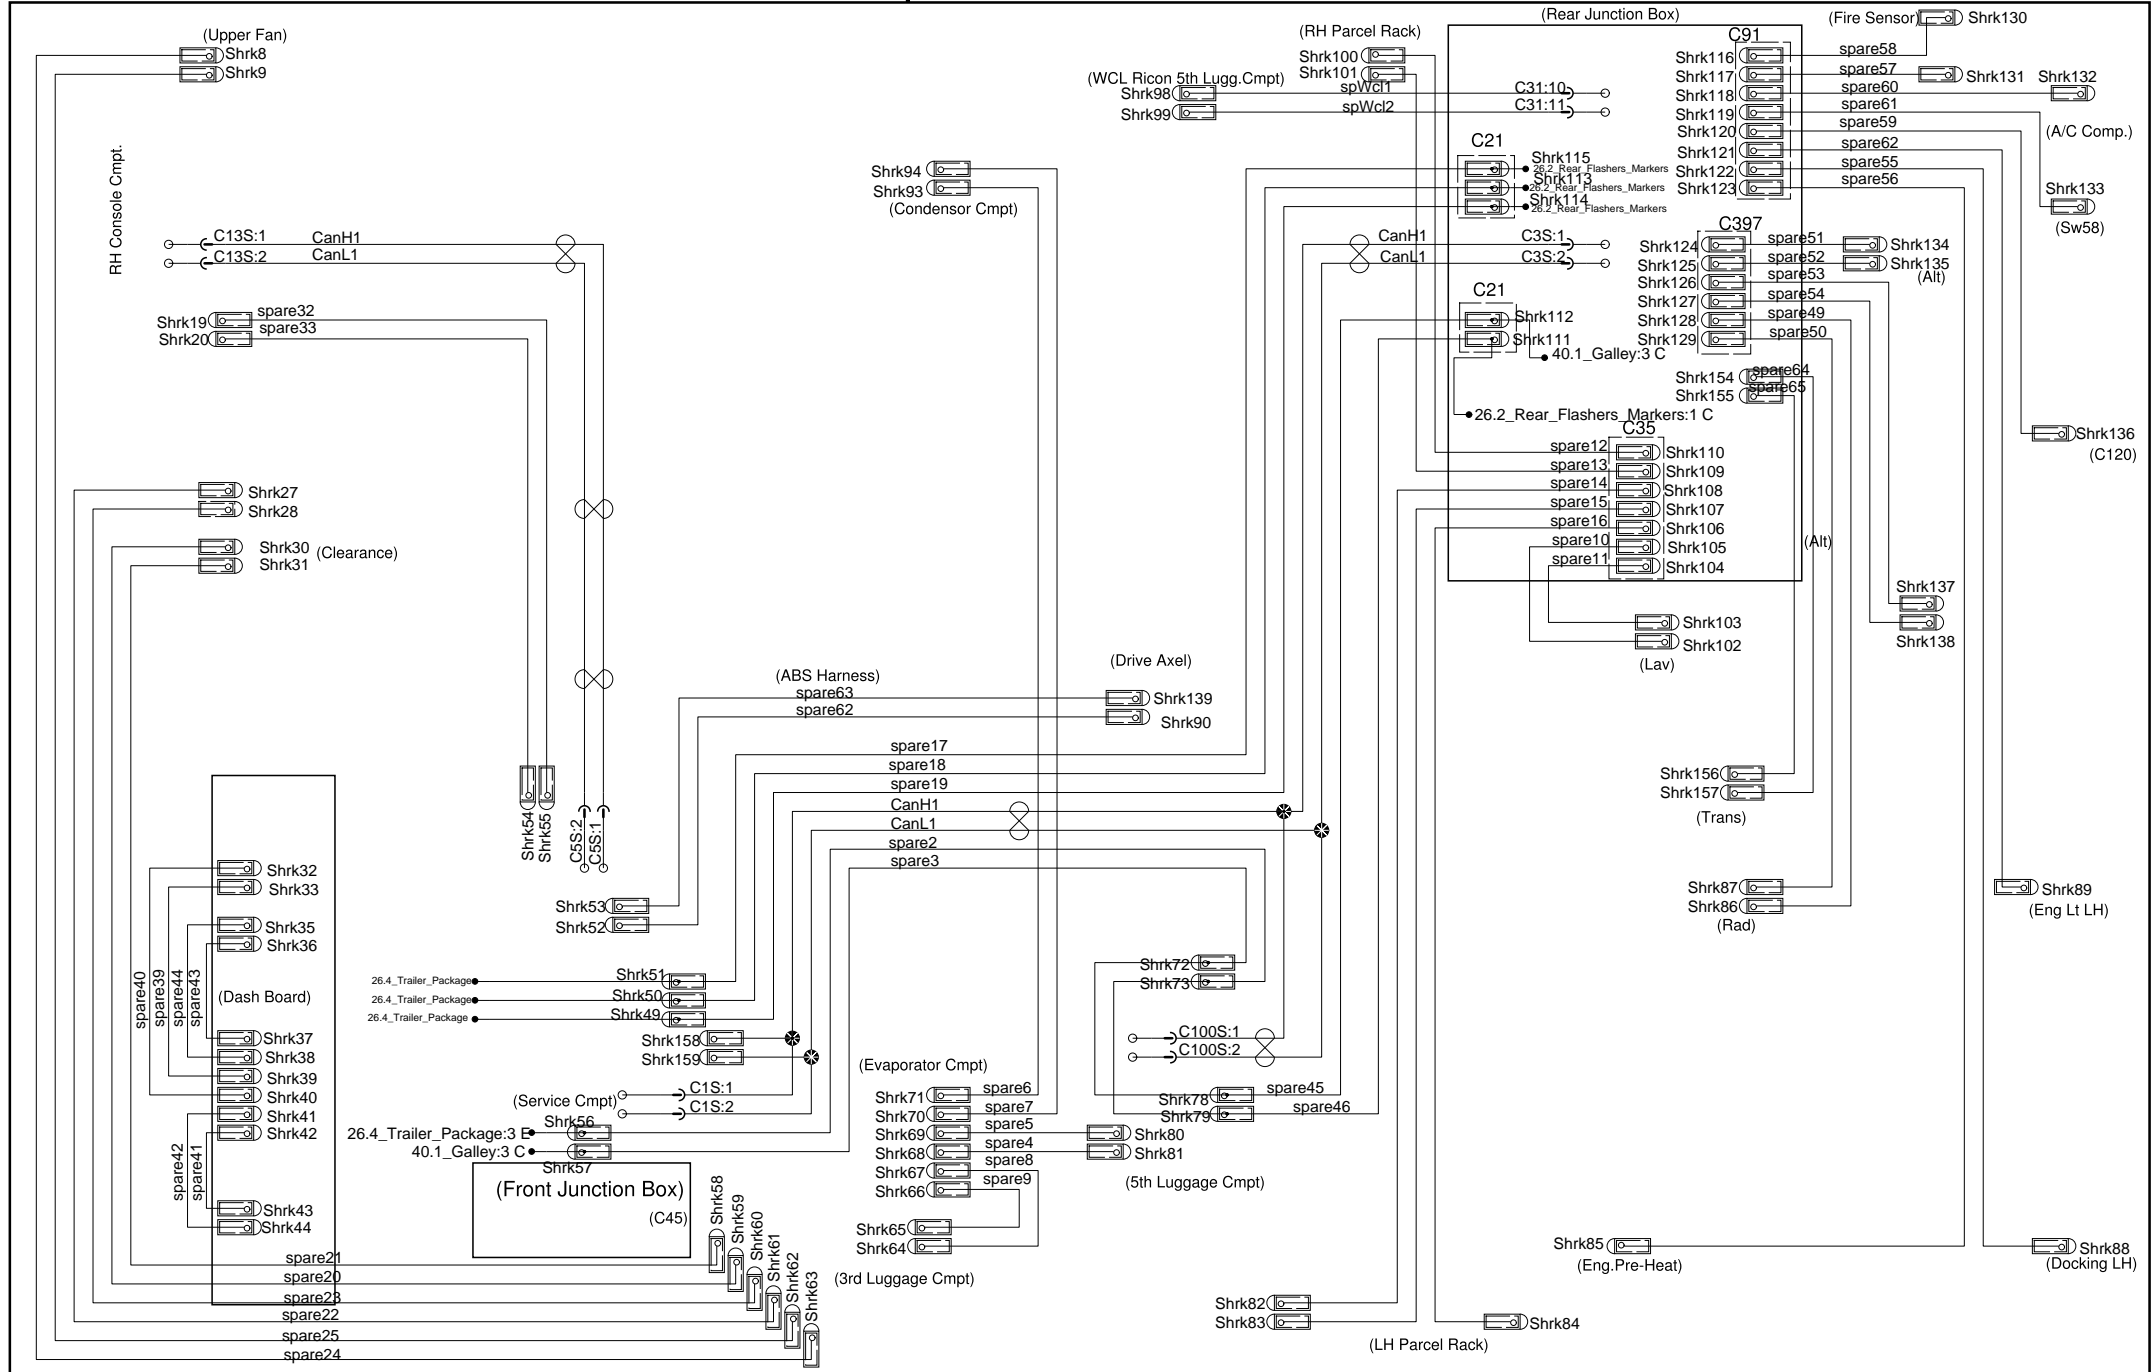 (Upper Fan)
Shrk8
Shrk9
RH Console Cmpt.
C13S:1
CanH1
C13S:2
CanL1
Shrk19
spare32
Shrk20
spare33
Shrk27
Shrk28
Shrk30
(Clearance)
Shrk31
Shrk54
Shrk55
C5S:2
C5S:1
Shrk32
Shrk33
Shrk35
Shrk36
spare40
spare39
spare44
spare43
(Dash Board)
Shrk37
Shrk38
Shrk39
Shrk40
Shrk41
Shrk42
spare42
spare41
Shrk43
Shrk44
spare21
spare20
spare23
spare22
spare25
spare24
Shrk53
Shrk52
26.4_Trailer_Package
Shrk51
26.4_Trailer_Package
Shrk50
26.4_Trailer_Package
Shrk49
Shrk158
Shrk159
C1S:1
(Service Cmpt)
C1S:2
Shrk56
26.4_Trailer_Package:3 E
40.1_Galley:3 C
Shrk57
(Front Junction Box)
(C45)
Shrk58
Shrk59
Shrk60
Shrk61
Shrk62
Shrk63
Shrk94
Shrk93
(Condensor Cmpt)
(ABS Harness)
spare63
spare62
(Drive Axel)
Shrk139
Shrk90
spare17
spare18
spare19
CanH1
CanL1
spare2
spare3
(Evaporator Cmpt)
Shrk71
spare6
Shrk70
spare7
Shrk69
spare5
Shrk68
spare4
Shrk67
spare8
Shrk66
spare9
Shrk65
Shrk64
(3rd Luggage Cmpt)
Shrk72
Shrk73
C100S:1
C100S:2
Shrk78
spare45
Shrk79
spare46
Shrk80
Shrk81
(5th Luggage Cmpt)
Shrk82
Shrk83
Shrk84
(LH Parcel Rack)
(RH Parcel Rack)
Shrk100
Shrk101
(WCL Ricon 5th Lugg.Cmpt)
Shrk98
spWcl1
C31:10
Shrk99
spWcl2
C31:11
(Rear Junction Box)
C21
Shrk115
26.2_Rear_Flashers_Markers
Shrk113
26.2_Rear_Flashers_Markers
Shrk114
26.2_Rear_Flashers_Markers
CanH1
C3S:1
CanL1
C3S:2
C21
Shrk112
Shrk111
40.1_Galley:3 C
26.2_Rear_Flashers_Markers:1 C
C91
Shrk116
spare58
Shrk117
spare57
Shrk118
spare60
Shrk119
spare61
Shrk120
spare59
Shrk121
spare62
Shrk122
spare55
Shrk123
spare56
C397
Shrk124
spare51
Shrk125
spare52
Shrk126
spare53
Shrk127
spare54
Shrk128
spare49
Shrk129
spare50
Shrk154
spare64
Shrk155
spare65
C35
spare12
Shrk110
spare13
Shrk109
spare14
Shrk108
spare15
Shrk107
spare16
Shrk106
spare10
Shrk105
spare11
Shrk104
Shrk103
Shrk102
(Lav)
(Fire Sensor)
Shrk130
Shrk131
Shrk132
(A/C Comp.)
Shrk133
(Sw58)
Shrk134
Shrk135
(Alt)
Shrk136
(C120)
(Alt)
Shrk137
Shrk138
Shrk156
Shrk157
(Trans)
Shrk87
Shrk86
(Rad)
Shrk89
(Eng Lt LH)
Shrk85
(Eng.Pre-Heat)
Shrk88
(Docking LH)